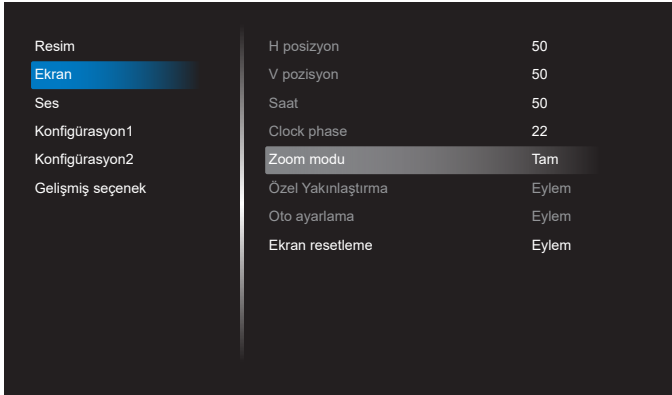 Resim
Ekran
Ses
Konfigürasyon1
Konfigürasyon2
Gelişmiş seçenek
H posizyon 50
V pozisyon 50
Saat 50
Clock phase 22
Zoom modu Tam
Özel Yakınlaştırma Eylem
Oto ayarlama Eylem
Ekran resetleme Eylem